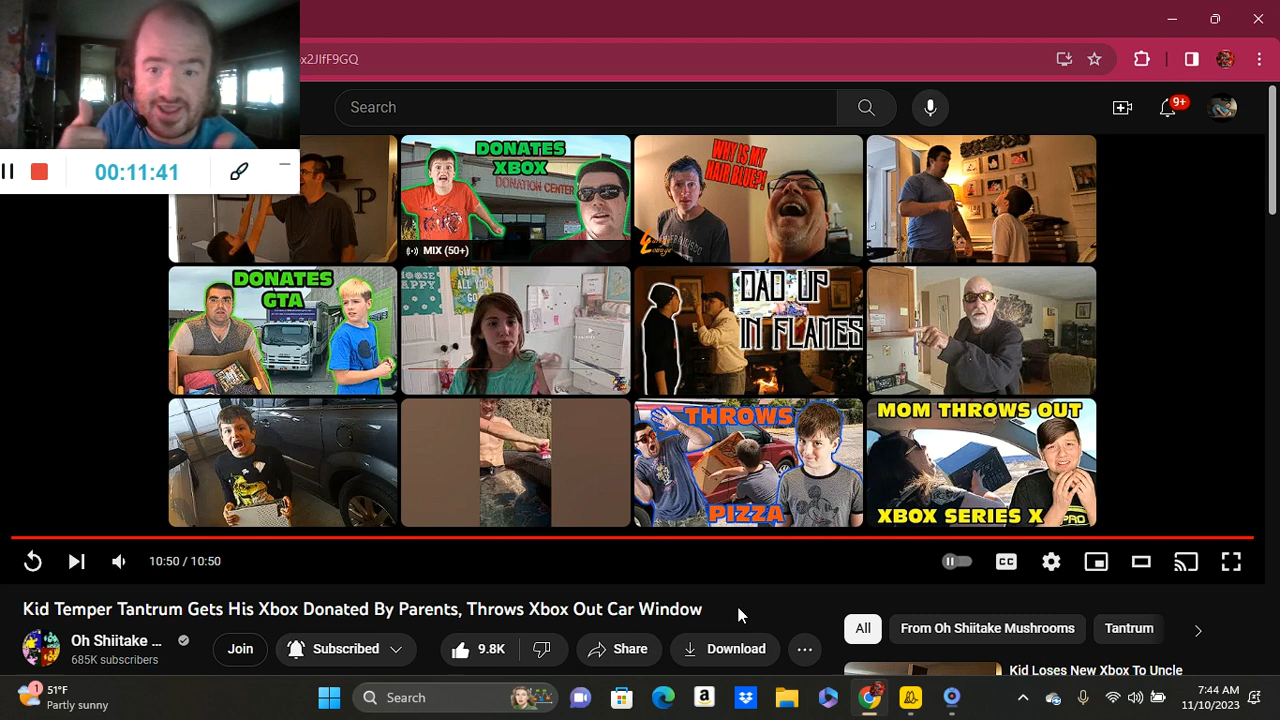 x2JIfF9GQ
Search
9+
00:11:41
DONATES
XBOX
DONATION CENTER
MIX (50+)
WHY IS MY
HAIR BLUE?!
P
DONATES
GTA
DAD UP
IN FLAMES
THROWS
PIZZA
MOM THROWS OUT
XBOX SERIES X
PRO
10:50 / 10:50
CC
Kid Temper Tantrum Gets His Xbox Donated By Parents, Throws Xbox Out Car Window
Oh Shiitake ...
685K subscribers
Join
Subscribed
9.8K
Share
Download
All
From Oh Shiitake Mushrooms
Tantrum
Kid Loses New Xbox To Uncle
1
51°F
Partly sunny
Search
7:44 AM
11/10/2023